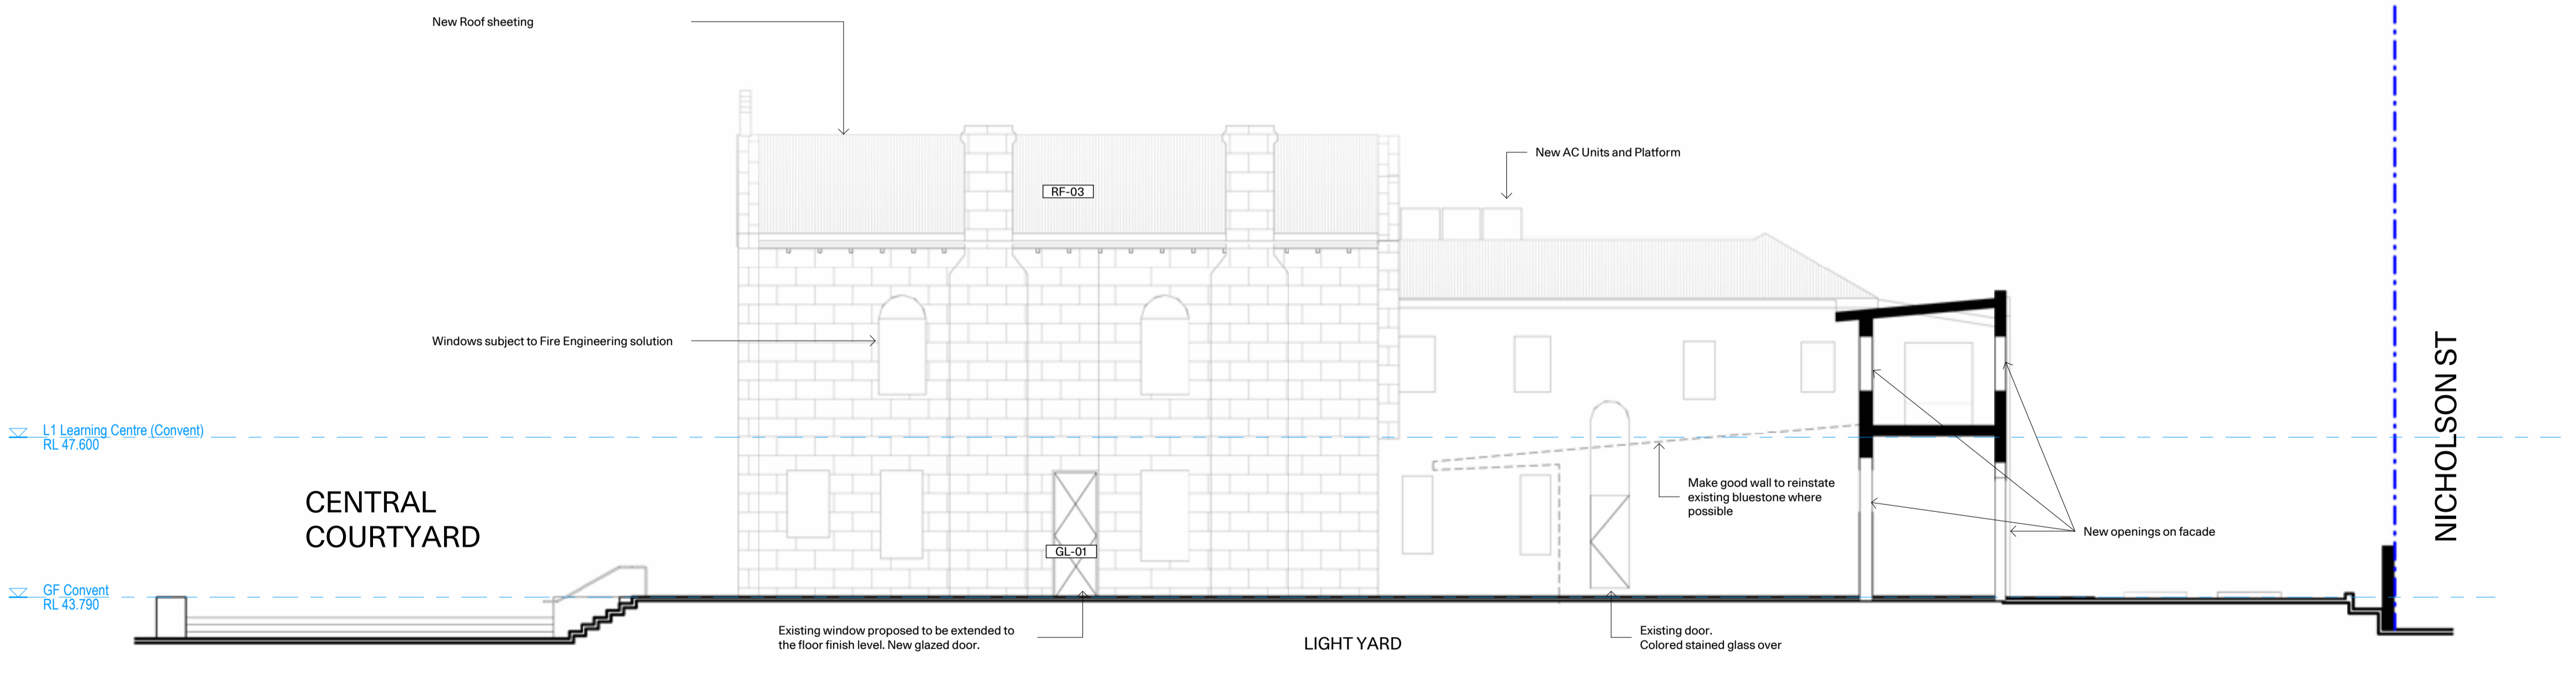 New Roof sheeting
New AC Units and Platform
RF-03
Windows subject to Fire Engineering solution
L1 Learning Centre (Convent)
RL 47.600
CENTRAL
COURTYARD
Make good wall to reinstate
existing bluestone where
possible
New openings on facade
NICHOLSON ST
GL-01
GF Convent
RL 43.790
Existing window proposed to be extended to
the floor finish level. New glazed door.
LIGHT YARD
Existing door.
Colored stained glass over